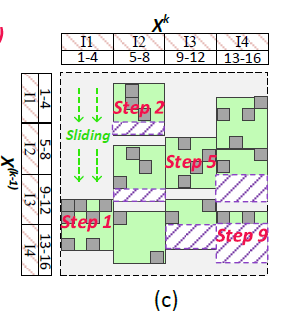 X^k
I1 I2 I3 I4
1-4 5-8 9-12 13-16
X^(k-1)
I1 I2 I3 I4
1-4 5-8 9-12 13-16
Step 2
Sliding
Step 5
Step 1
Step 9
(c)